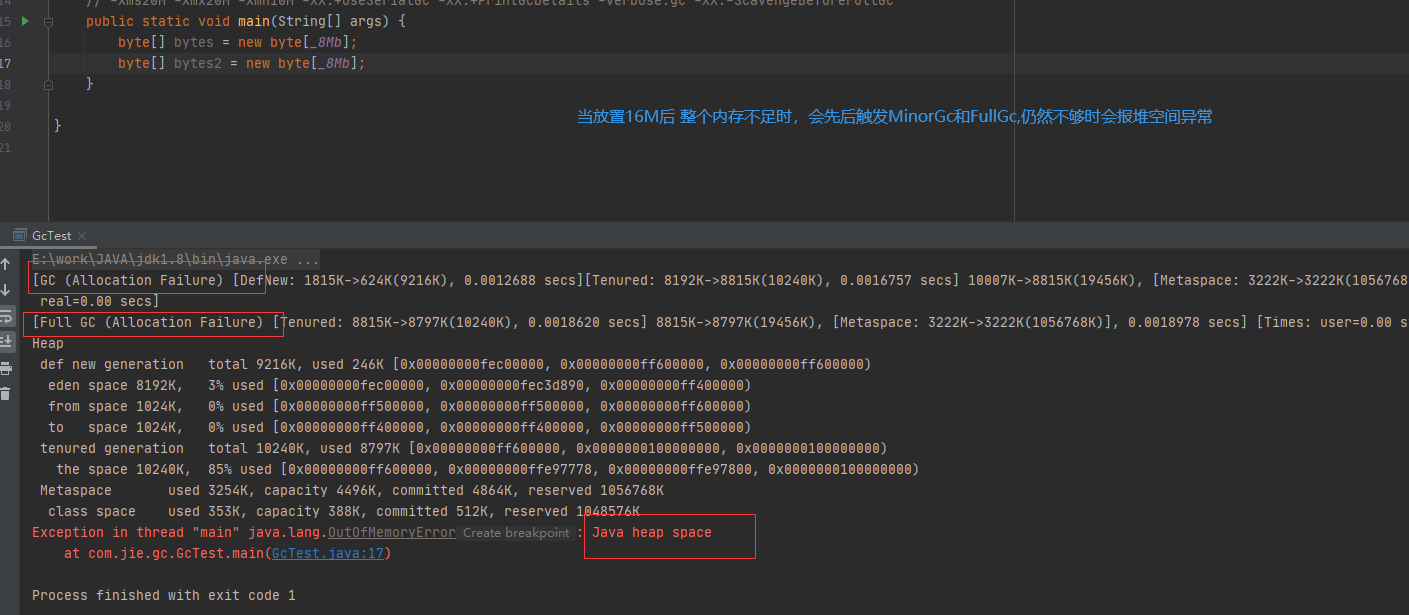 14 // -Xms20M -Xmx20M -Xmn10M -XX:+UseSerialGC -XX:+PrintGCDetails -verbose:gc -XX:-ScavengeBeforeFullGC
15 public static void main(String[] args) {
16 byte[] bytes = new byte[_8Mb];
17 byte[] bytes2 = new byte[_8Mb];
18 }
19
20 }
21
当放置16M后 整个内存不足时，会先后触发MinorGc和FullGc,仍然不够时会报堆空间异常
GcTest ×
E:\work\JAVA\jdk1.8\bin\java.exe ...
[GC (Allocation Failure) [DefNew: 1815K->624K(9216K), 0.0012688 secs][Tenured: 8192K->8815K(10240K), 0.0016757 secs] 10007K->8815K(19456K), [Metaspace: 3222K->3222K(1056768
real=0.00 secs]
[Full GC (Allocation Failure) [Tenured: 8815K->8797K(10240K), 0.0018620 secs] 8815K->8797K(19456K), [Metaspace: 3222K->3222K(1056768K)], 0.0018978 secs] [Times: user=0.00 s
Heap
def new generation total 9216K, used 246K [0x00000000fec00000, 0x00000000ff600000, 0x00000000ff600000)
eden space 8192K, 3% used [0x00000000fec00000, 0x00000000fec3d890, 0x00000000ff400000)
from space 1024K, 0% used [0x00000000ff500000, 0x00000000ff500000, 0x00000000ff600000)
to space 1024K, 0% used [0x00000000ff400000, 0x00000000ff400000, 0x00000000ff500000)
tenured generation total 10240K, used 8797K [0x00000000ff600000, 0x0000000100000000, 0x0000000100000000)
the space 10240K, 85% used [0x00000000ff600000, 0x00000000ffe97778, 0x00000000ffe97800, 0x0000000100000000)
Metaspace used 3254K, capacity 4496K, committed 4864K, reserved 1056768K
class space used 353K, capacity 388K, committed 512K, reserved 1048576K
Exception in thread "main" java.lang.OutOfMemoryError Create breakpoint : Java heap space
at com.jie.gc.GcTest.main(GcTest.java:17)
Process finished with exit code 1